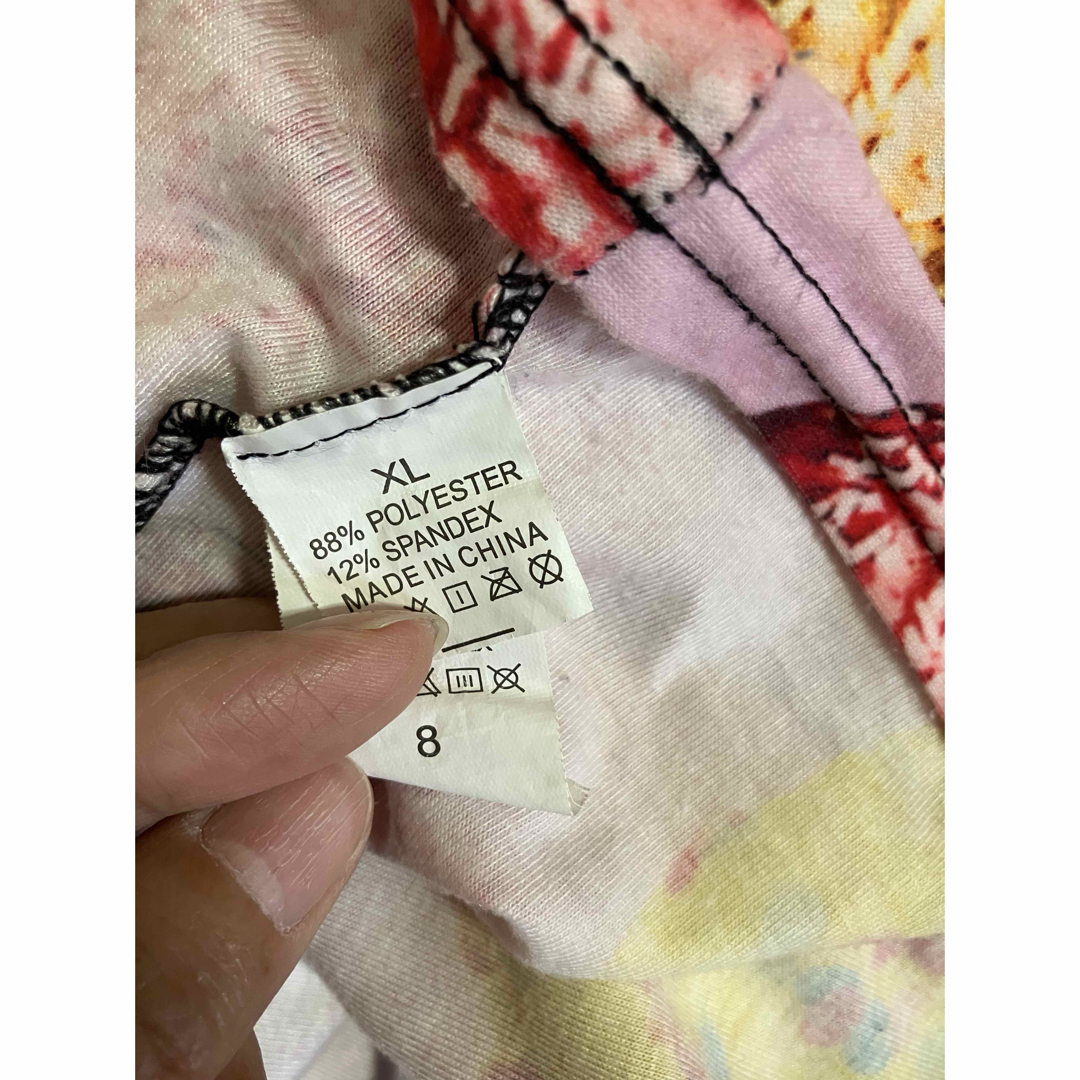 XL
88% POLYESTER
12% SPANDEX
MADE IN CHINA
8